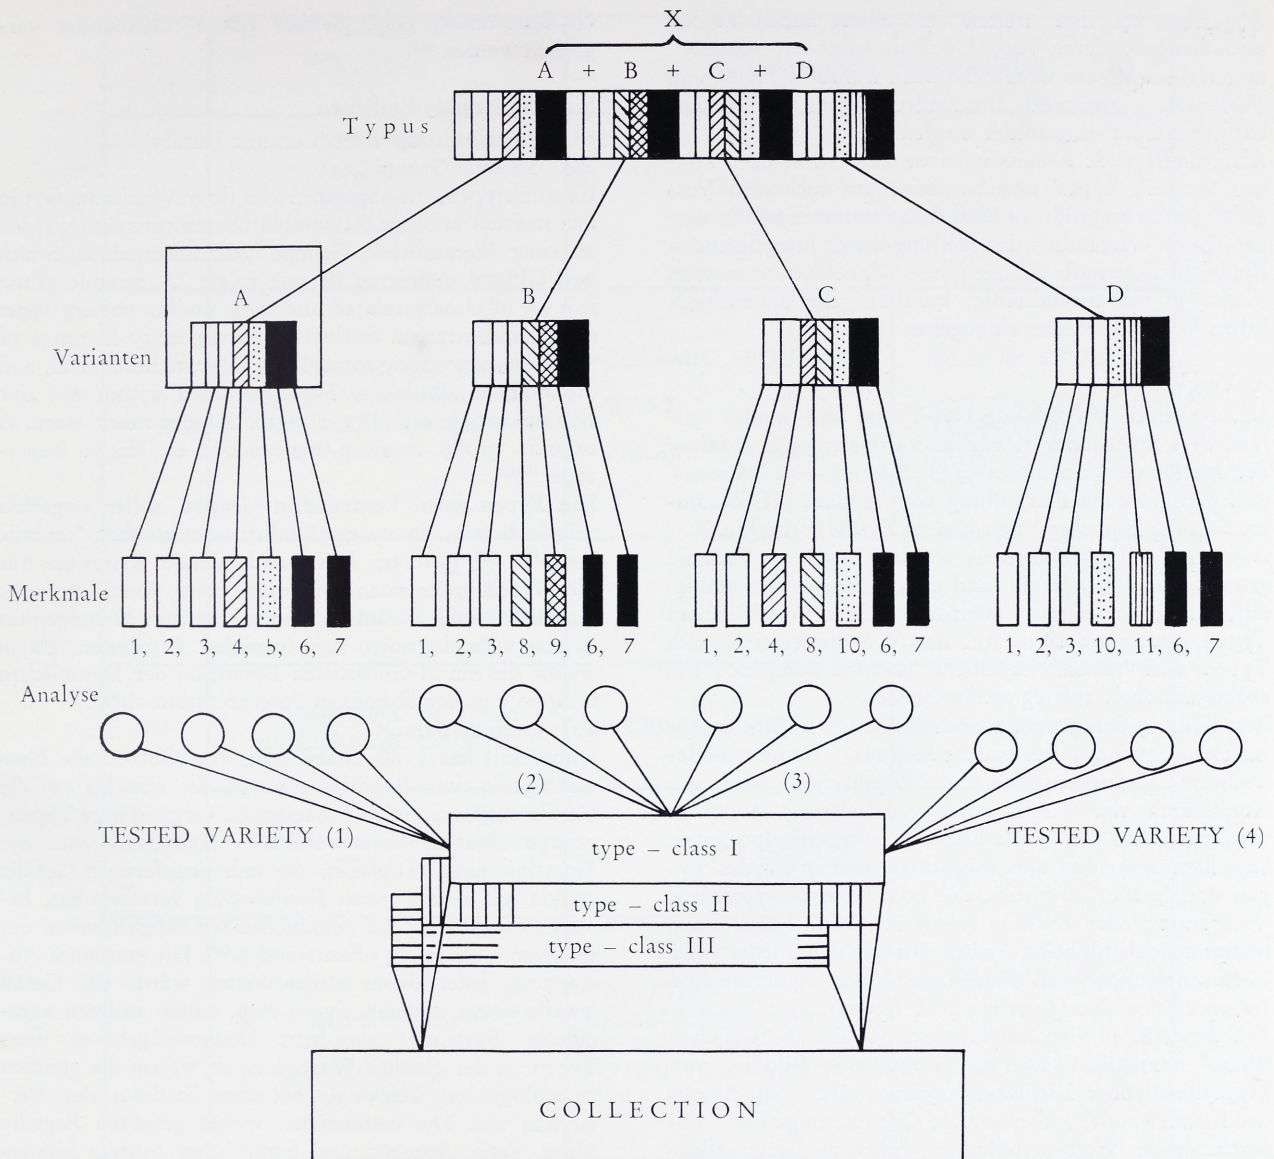 X
A + B + C + D
Typus
A
B
C
D
Varianten
Merkmale
1, 2, 3, 4, 5, 6, 7
1, 2, 3, 8, 9, 6, 7
1, 2, 4, 8, 10, 6, 7
1, 2, 3, 10, 11, 6, 7
Analyse
(2)
(3)
TESTED VARIETY (1)
TESTED VARIETY (4)
type – class I
type – class II
type – class III
COLLECTION